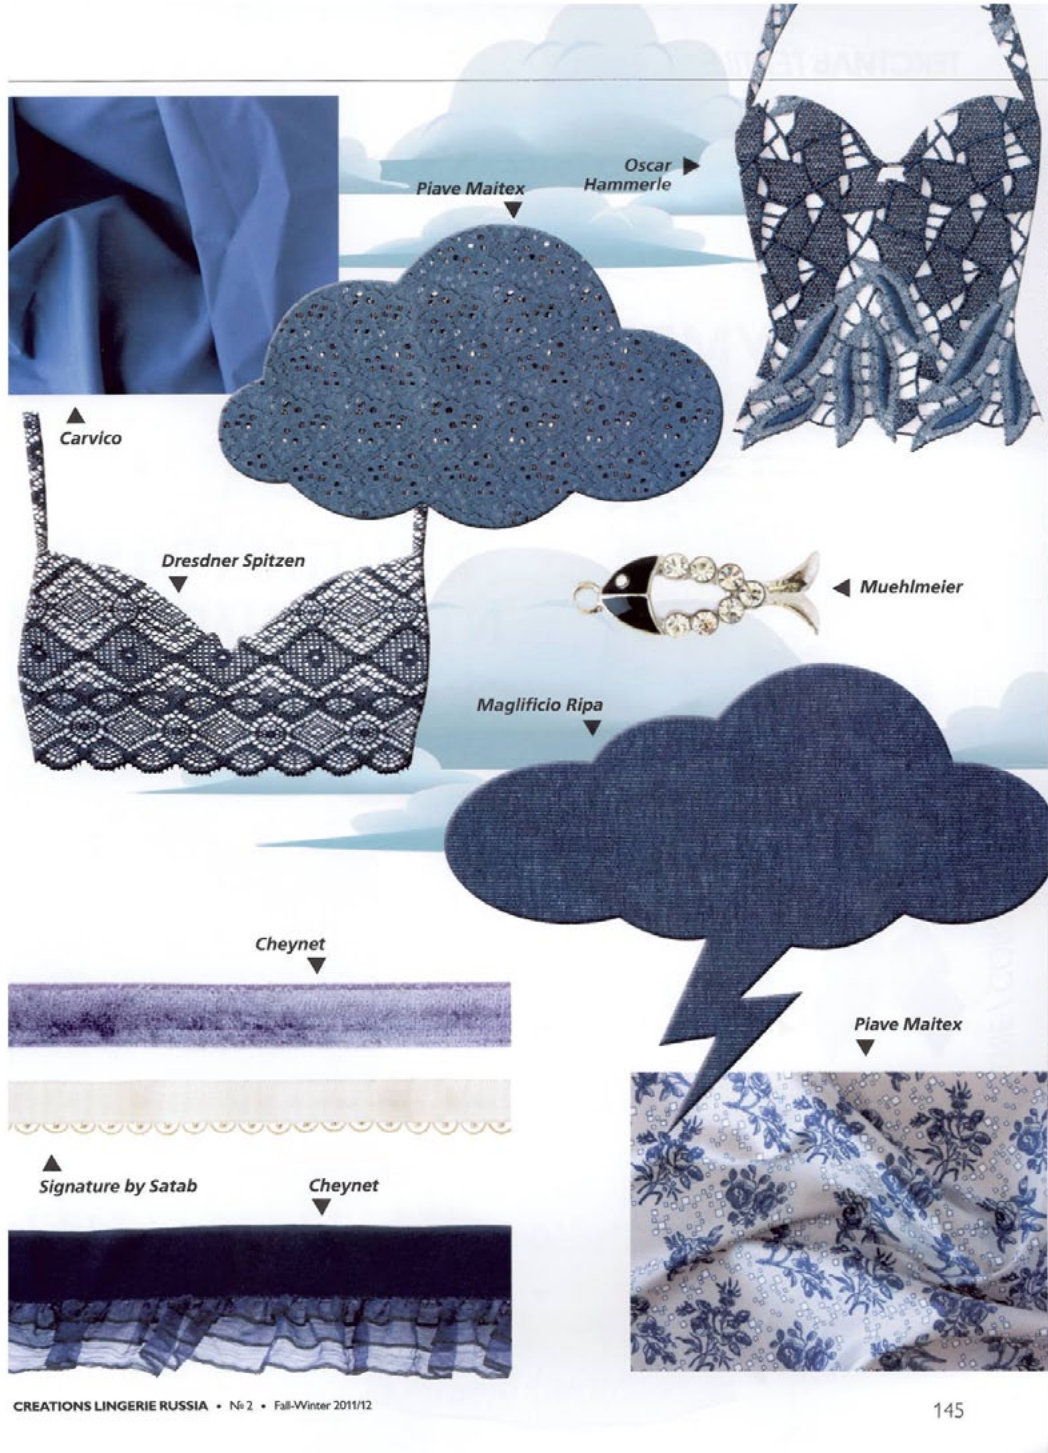 Oscar
Hammerle
Piave Maitex
Carvico
Dresdner Spitzen
Muehlmeier
Maglificio Ripa
Cheynet
Piave Maitex
Signature by Satab
Cheynet
CREATIONS LINGERIE RUSSIA • № 2 • Fall-Winter 2011/12
145